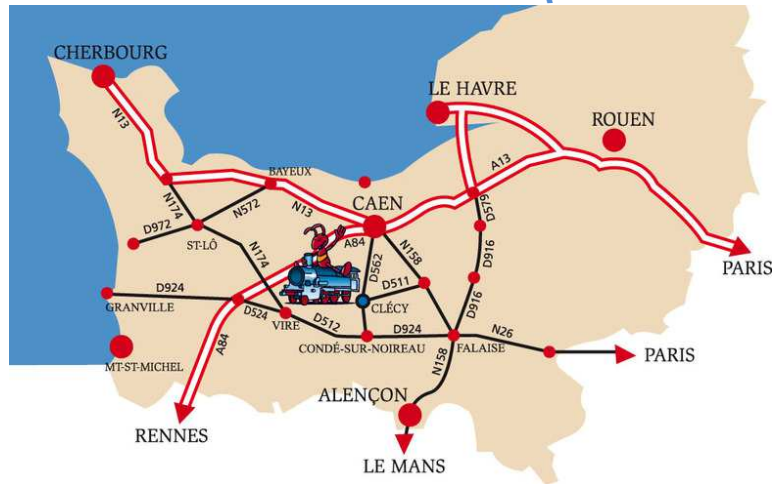 CHERBOURG
LE HAVRE
ROUEN
N13
A13
BAYEUX
N174
N572
N13
CAEN
D579
D972
ST-LÔ
N174
A84
D562
N158
D916
PARIS
D511
D924
GRANVILLE
D524
CLÉCY
D916
VIRE
D512
D924
N26
A84
CONDÉ-SUR-NOIREAU
FALAISE
PARIS
MT-ST-MICHEL
N158
ALENÇON
RENNES
LE MANS